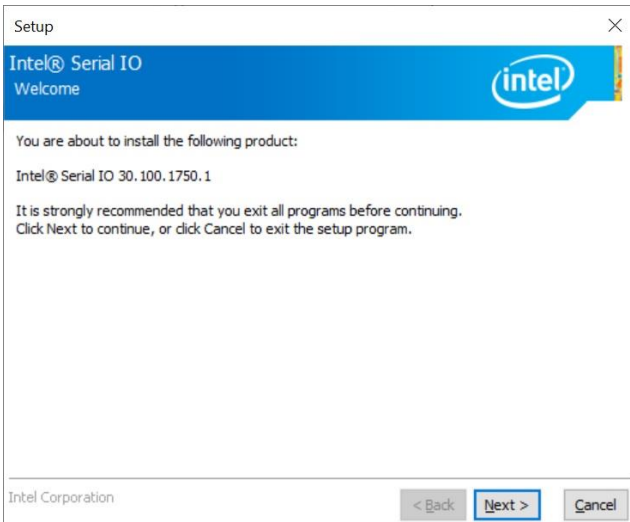 Setup
Intel® Serial IO
Welcome
intel
You are about to install the following product:
Intel® Serial IO 30.100.1750.1
It is strongly recommended that you exit all programs before continuing.
Click Next to continue, or click Cancel to exit the setup program.
Intel Corporation
< Back Next > Cancel